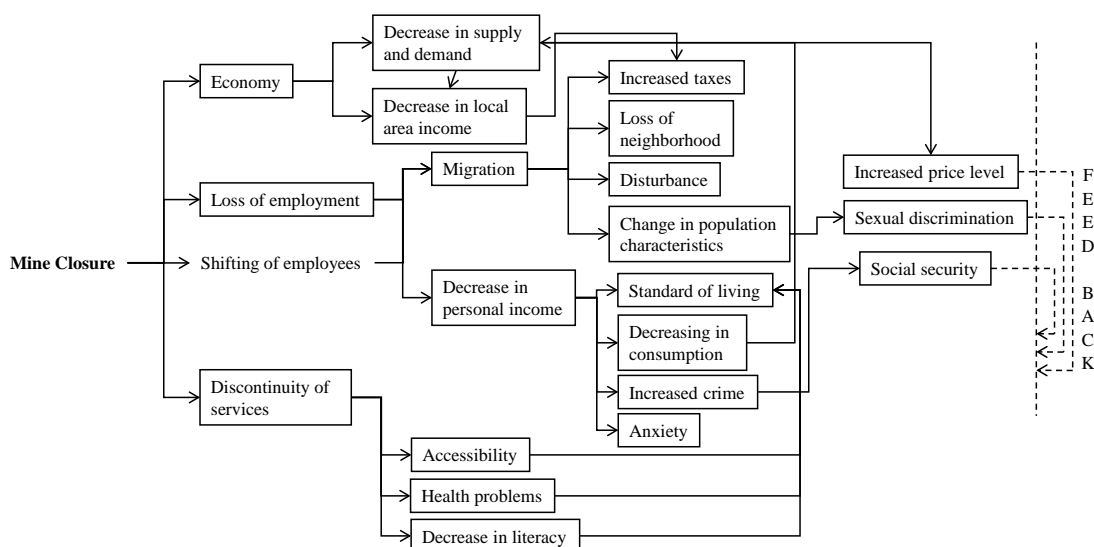 Decrease in supply
and demand
Economy
Increased taxes
Decrease in local
area income
Loss of
neighborhood
Migration
Increased price level
Disturbance
Loss of employment
Sexual discrimination
Change in population
characteristics
Mine Closure
Shifting of employees
Social security
Decrease in
personal income
Standard of living
Decreasing in
consumption
Discontinuity of
services
Increased crime
Anxiety
Accessibility
Health problems
Decrease in literacy
F
E
E
D
B
A
C
K